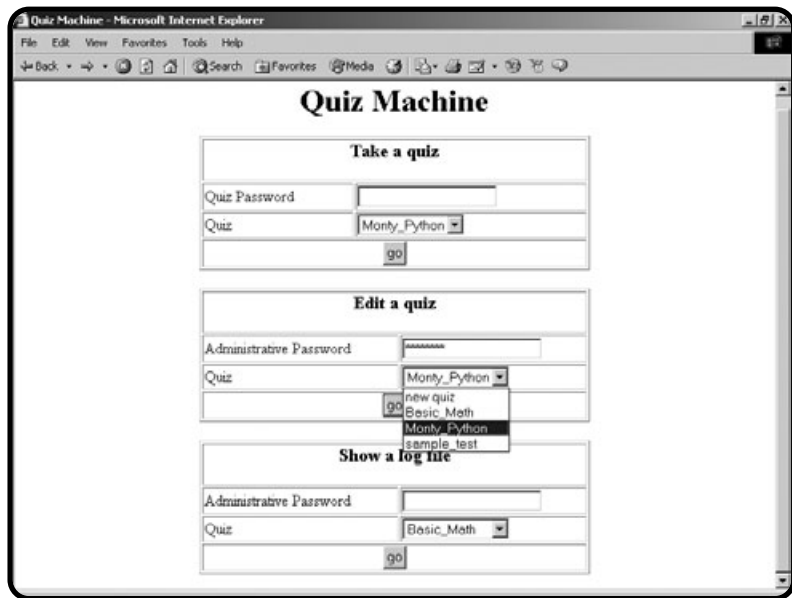 Quiz Machine - Microsoft Internet Explorer
File Edit View Favorites Tools Help
Back Search Favorites Media
Quiz Machine
Take a quiz
Quiz Password
Quiz Monty_Python
go
Edit a quiz
Administrative Password ********
Quiz Monty_Python
new quiz
go Basic_Math
Monty_Python
sample_test
Show a log file
Administrative Password
Quiz Basic_Math
go